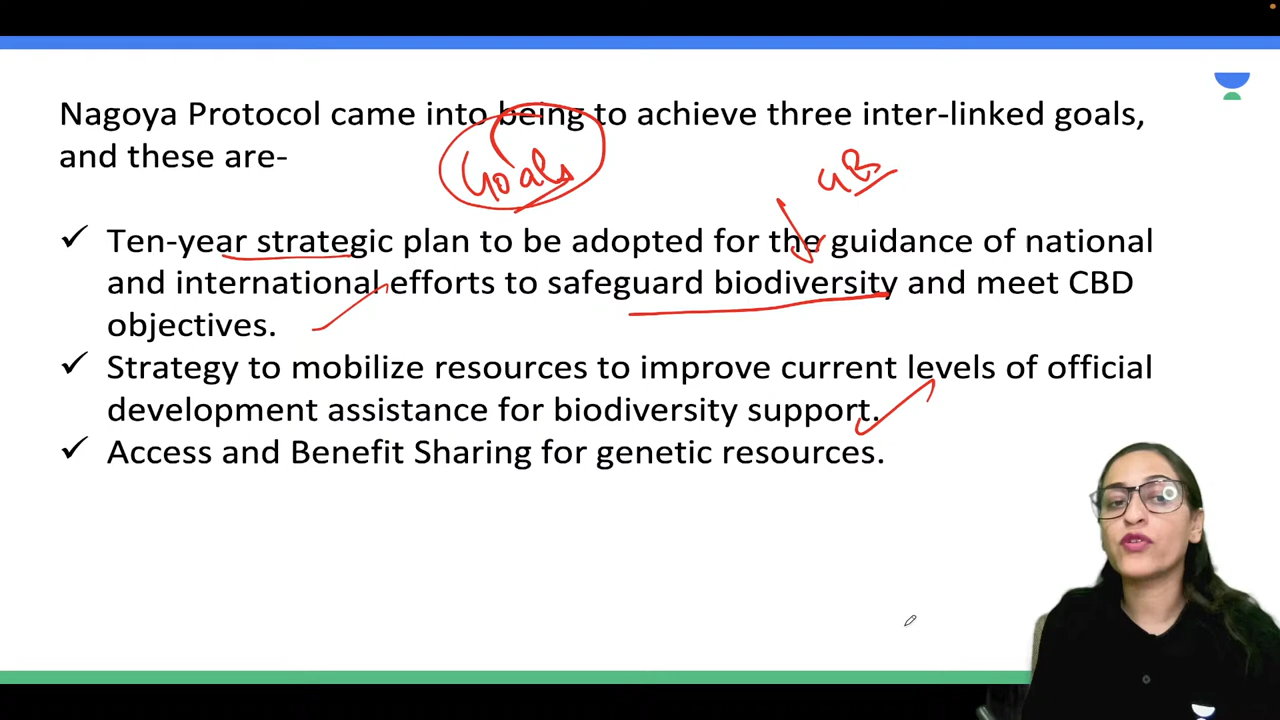 Nagoya Protocol came into being to achieve three inter-linked goals,
and these are-
Goals
✓ Ten-year strategic plan to be adopted for the guidance of national
and international efforts to safeguard biodiversity and meet CBD
objectives.
✓ Strategy to mobilize resources to improve current levels of official
development assistance for biodiversity support.
✓ Access and Benefit Sharing for genetic resources.